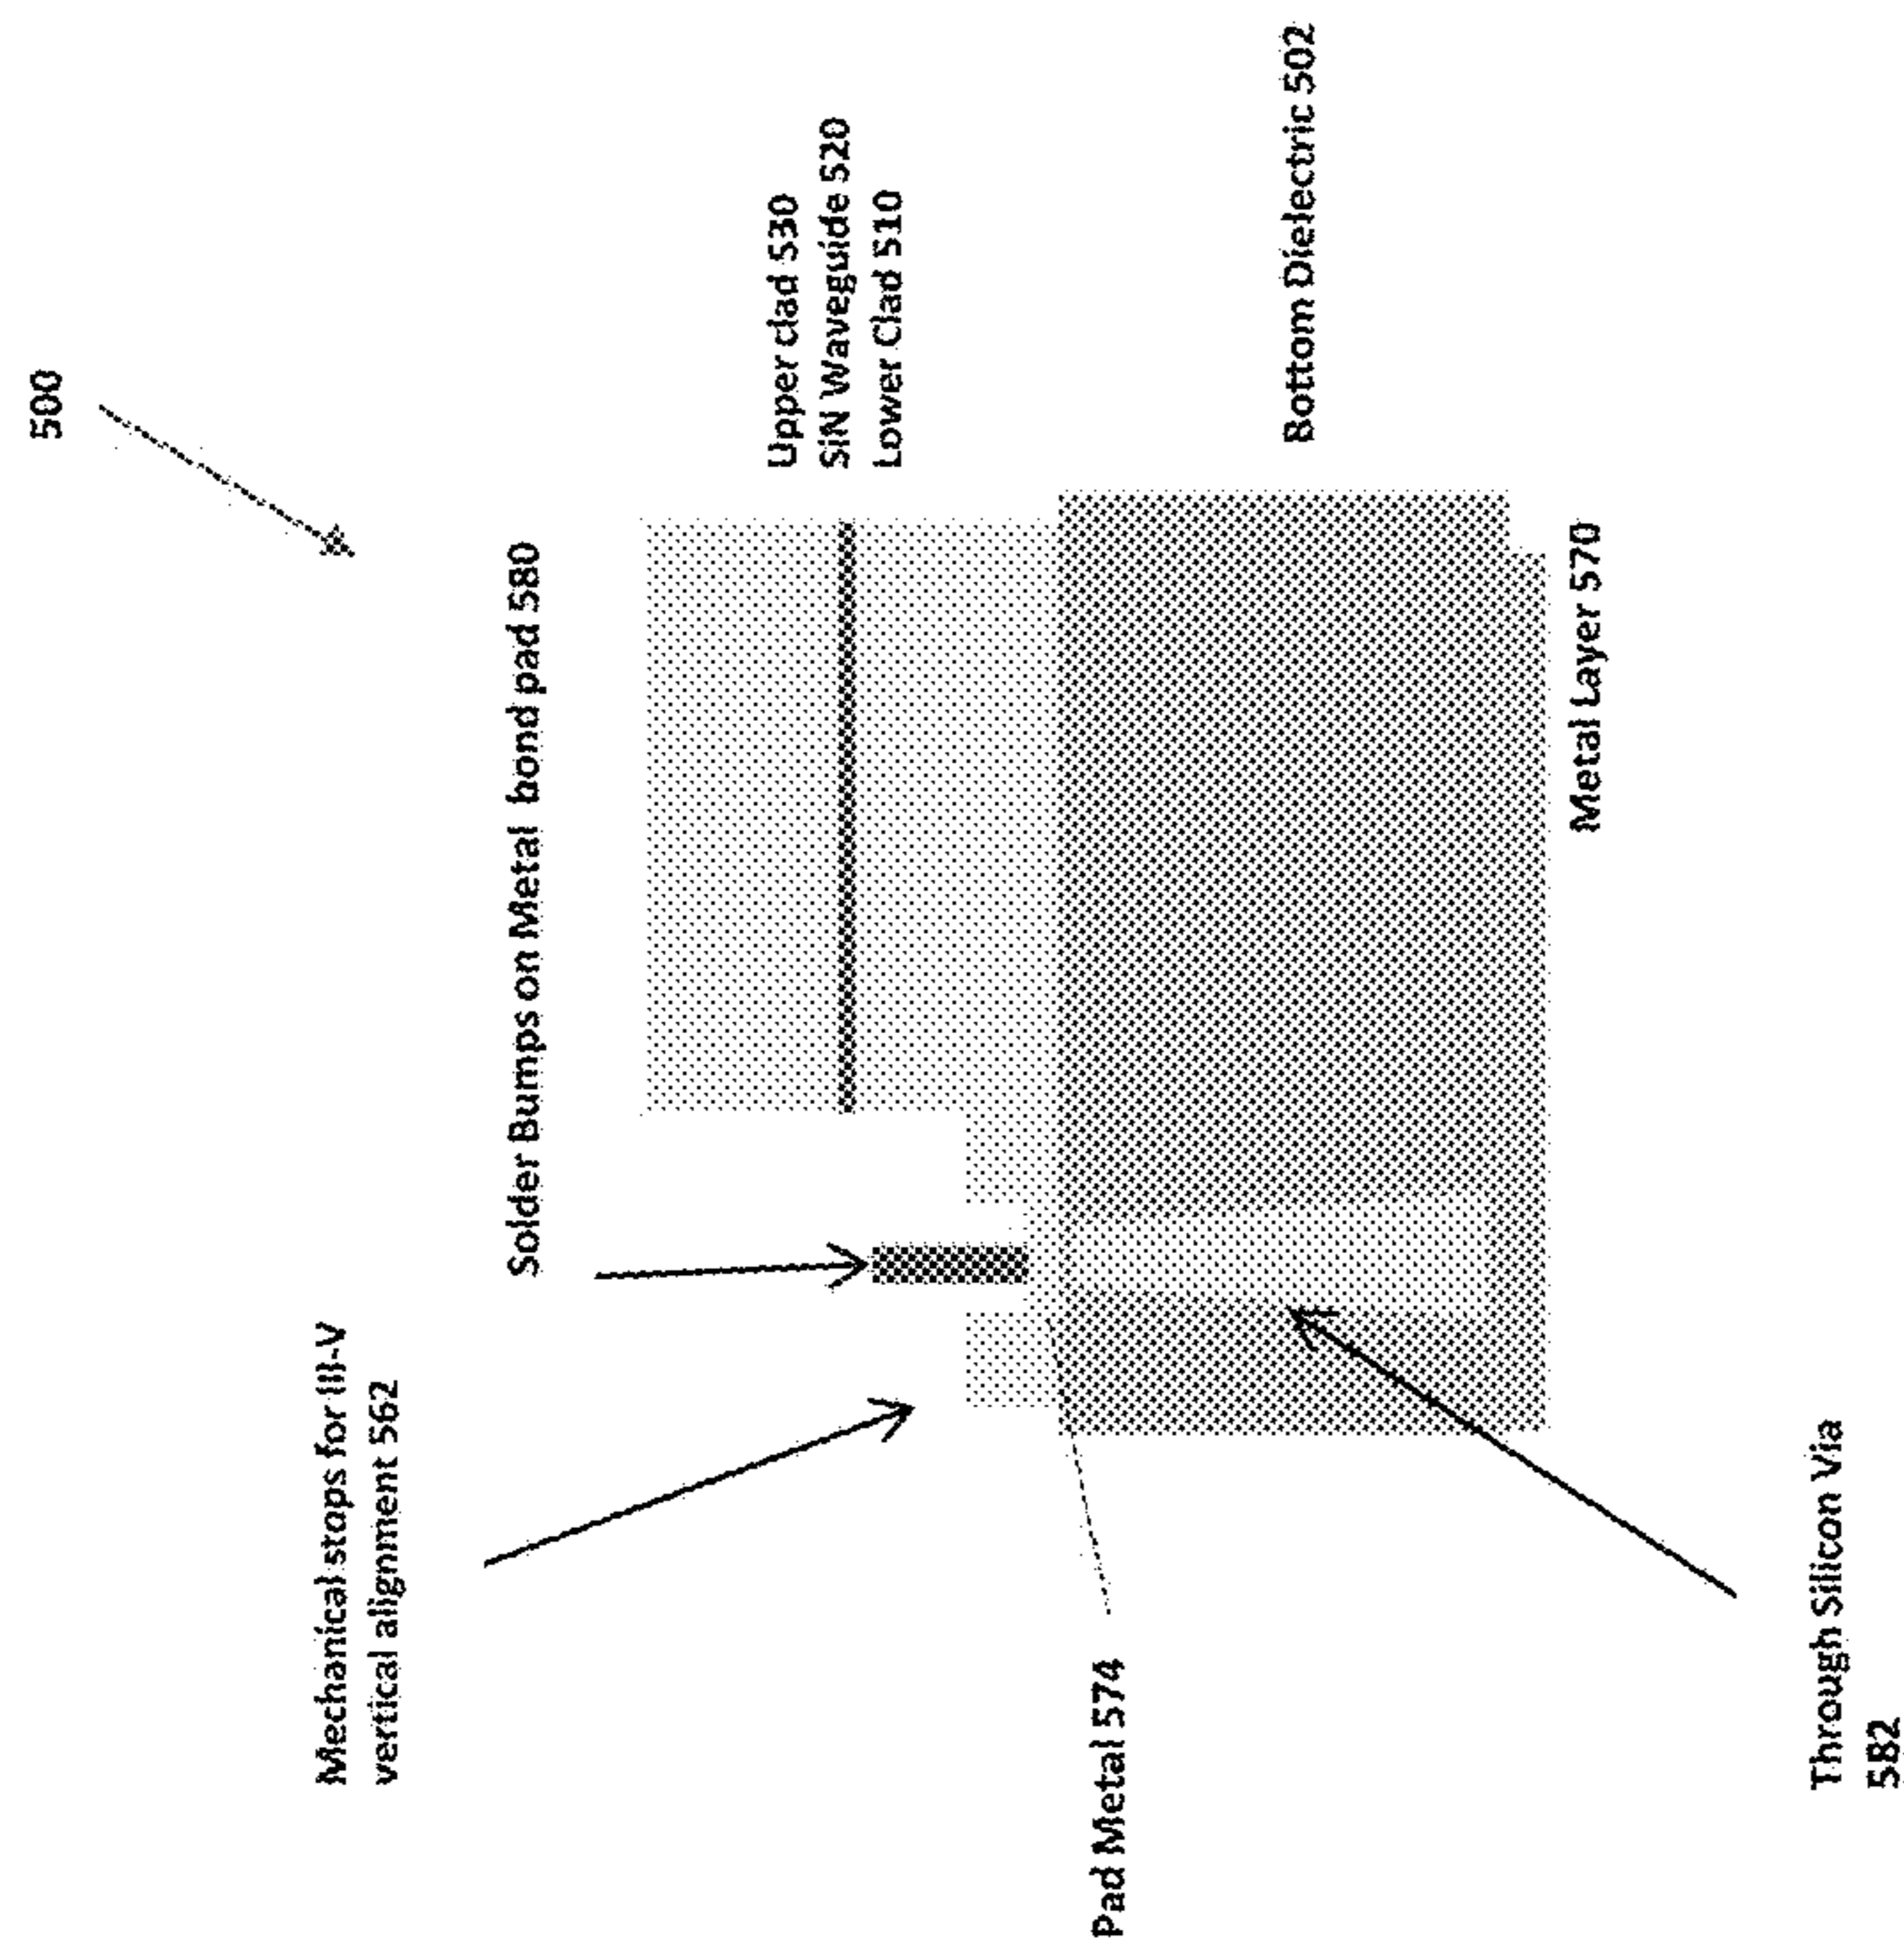 500
Mechanical stops for III-V
vertical alignment 562
Solder Bumps on Metal bond pad 580
Upper clad 530
SiN Waveguide 520
Lower Clad 510
Pad Metal 574
Bottom Dielectric 502
Metal Layer 570
Through Silicon Via
582